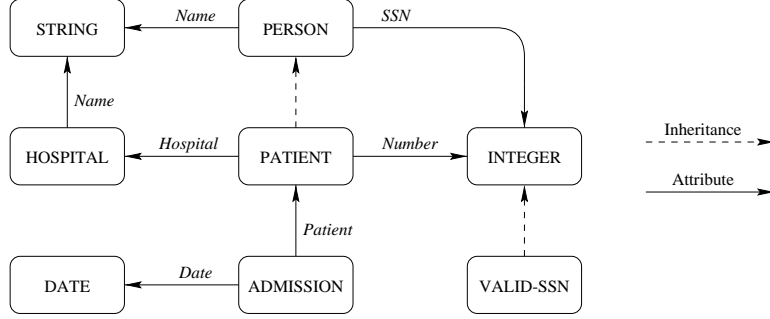 Name
SSN
STRING
PERSON
Name
Inheritance
Hospital
Number
HOSPITAL
PATIENT
INTEGER
Attribute
Patient
Date
DATE
ADMISSION
VALID-SSN